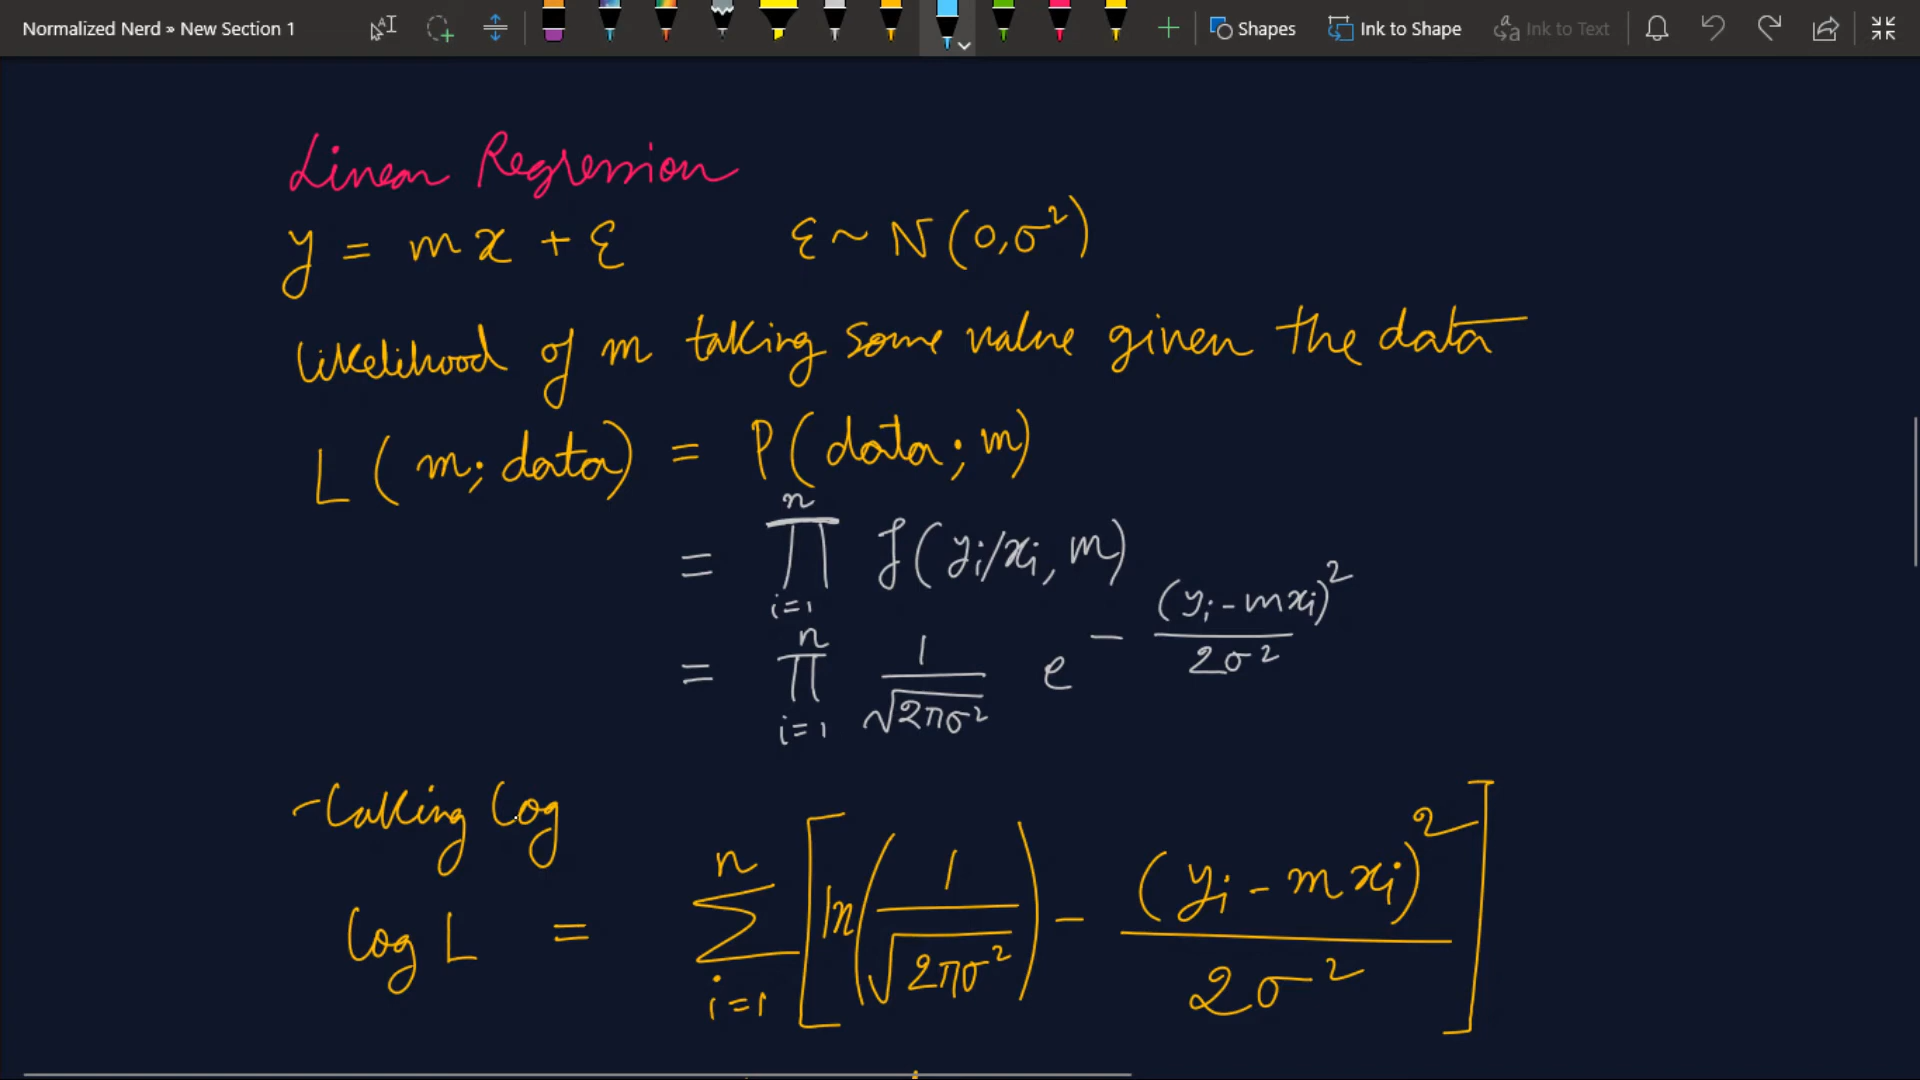 Normalized Nerd » New Section 1 Shapes Ink to Shape Ink to Text
Linear Regression
y = mx + ε ε ~ N(0,σ²)
Likelihood of m taking some value given the data
L(m; data) = P(data; m)
= ∏_{i=1}^{n} f(yᵢ/xᵢ, m)
= ∏_{i=1}^{n} 1/√(2πσ²) e^{-(yᵢ - mxᵢ)²/2σ²}
taking log
log L = ∑_{i=1}^{n} [ln(1/√(2πσ²)) - (yᵢ - mxᵢ)²/2σ²]